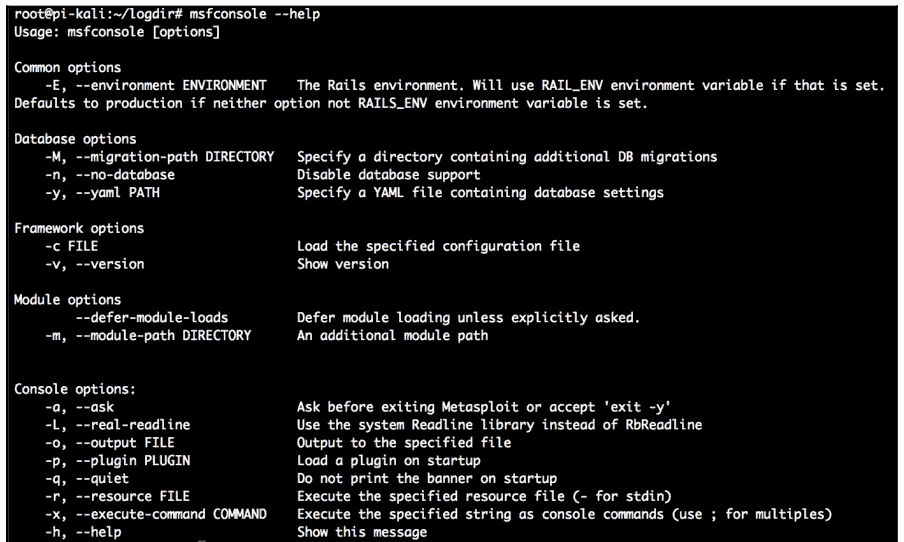 root@pi-kali:~/logdir# msfconsole --help
Usage: msfconsole [options]

Common options
    -E, --environment ENVIRONMENT    The Rails environment. Will use RAIL_ENV environment variable if that is set.
Defaults to production if neither option not RAILS_ENV environment variable is set.

Database options
    -M, --migration-path DIRECTORY   Specify a directory containing additional DB migrations
    -n, --no-database                Disable database support
    -y, --yaml PATH                  Specify a YAML file containing database settings

Framework options
    -c FILE                          Load the specified configuration file
    -v, --version                    Show version

Module options
        --defer-module-loads         Defer module loading unless explicitly asked.
    -m, --module-path DIRECTORY      An additional module path

Console options:
    -a, --ask                        Ask before exiting Metasploit or accept 'exit -y'
    -L, --real-readline              Use the system Readline library instead of RbReadline
    -o, --output FILE                Output to the specified file
    -p, --plugin PLUGIN              Load a plugin on startup
    -q, --quiet                      Do not print the banner on startup
    -r, --resource FILE              Execute the specified resource file (- for stdin)
    -x, --execute-command COMMAND    Execute the specified string as console commands (use ; for multiples)
    -h, --help                       Show this message